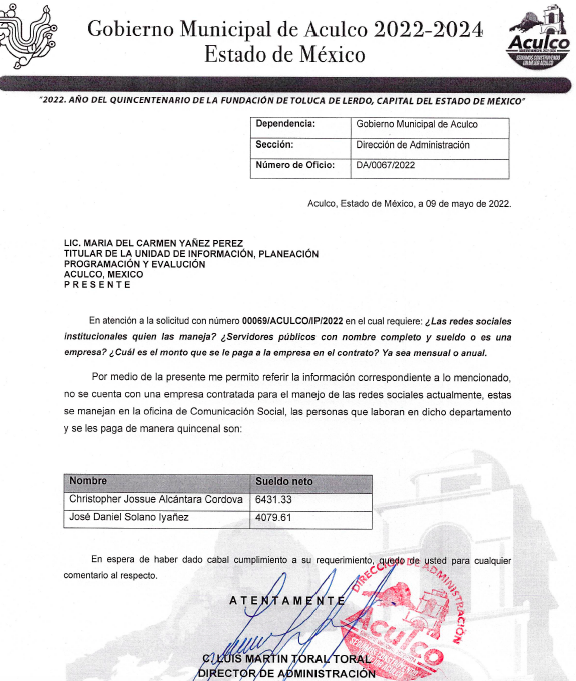 Gobierno Municipal de Aculco 2022-2024
Estado de México
Aculco
"2022. AÑO DEL QUINCENTENARIO DE LA FUNDACIÓN DE TOLUCA DE LERDO, CAPITAL DEL ESTADO DE MÉXICO"
Dependencia: Gobierno Municipal de Aculco
Sección: Dirección de Administración
Número de Oficio: DA/0067/2022
Aculco, Estado de México, a 09 de mayo de 2022.
LIC. MARIA DEL CARMEN YAÑEZ PEREZ
TITULAR DE LA UNIDAD DE INFORMACIÓN, PLANEACIÓN
PROGRAMACIÓN Y EVALUCIÓN
ACULCO, MEXICO
P R E S E N T E
En atención a la solicitud con número 00069/ACULCO/IP/2022 en el cual requiere: ¿Las redes sociales
institucionales quien las maneja? ¿Servidores públicos con nombre completo y sueldo o es
una empresa? ¿Cuál es el monto que se le paga a la empresa en el contrato? Ya sea mensual o anual.
Por medio de la presente me permito referir la información correspondiente a lo mencionado,
no se cuenta con una empresa contratada para el manejo de las redes sociales actualmente, estas
se manejan en la oficina de Comunicación Social, las personas que laboran en dicho departamento
y se les paga de manera quincenal son:
Nombre Sueldo neto
Christopher Jossue Alcántara Cordova 6431.33
José Daniel Solano Iyañez 4079.61
En espera de haber dado cabal cumplimiento a su requerimiento, quedo de usted para cualquier
comentario al respecto.
A T E N T A M E N T E
DIRECCIÓN DE ADMINISTRACIÓN
Aculco
C. LUIS MARTIN TORAL TORAL
DIRECTOR DE ADMINISTRACIÓN